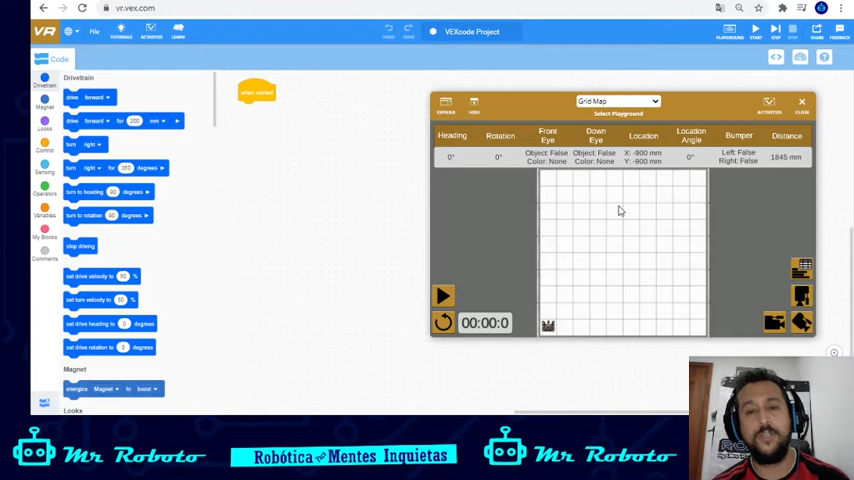 vr.vex.com
VR
File
TUTORIALS
ACTIVITIES
LEARN
VEXcode Project
PLAYGROUND
START
STEP
STOP
SHARE
FEEDBACK
Code
Drivetrain
Magnet
Looks
Control
Sensing
Operators
Variables
My Blocks
Comments
Drivetrain
drive forward
drive forward for 200 mm
turn right
turn right for 360 degrees
turn to heading 90 degrees
turn to rotation 90 degrees
stop driving
set drive velocity to 50 %
set turn velocity to 50 %
set drive heading to 0 degrees
set drive rotation to 0 degrees
Magnet
energize Magnet to boost
Looks
when started
EXPAND
HIDE
Grid Map
Select Playground
ACTIVITIES
CLOSE
Heading
Rotation
Front Eye
Down Eye
Location
Location Angle
Bumper
Distance
0°
0°
Object: False
Color: None
Object: False
Color: None
X: -900 mm
Y: -900 mm
0°
Left: False
Right: False
1845 mm
00:00:0
Mr Roboto
Robótica Para Mentes Inquietas
Mr Roboto